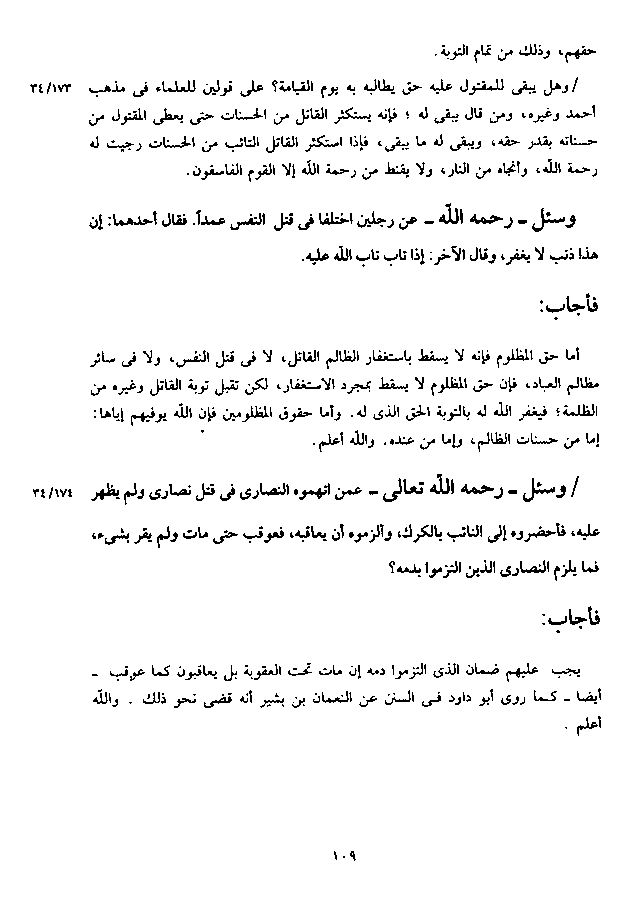 حقهم، وذلك من تمام التوبة.
/ وهل يبقى للمقتول عليه حق يطالبه به يوم القيامة؟ على قولين للعلماء فى مذهب ٣٤/١٧٣
أحمد وغيره، ومن قال يبقى له ؛ فإنه يستكثر القاتل من الحسنات حتى يعطى المقتول من
حسناته بقدر حقه، ويبقى له ما يبقى، فإذا استكثر القاتل التائب من الحسنات رجيت له
رحمة الله، وأنجاه من النار، ولا يقنط من رحمة الله إلا القوم الفاسقون.
وسئل ـ رحمه الله ـ عن رجلين اختلفا فى قتل النفس عمداً. فقال أحدهما: إن
هذا ذنب لا يغفر، وقال الآخر: إذا تاب تاب الله عليه.
فأجاب:
أما حق المظلوم فإنه لا يسقط باستغفار الظالم القاتل، لا فى قتل النفس، ولا فى سائر
مظالم العباد، فإن حق المظلوم لا يسقط بمجرد الاستغفار، لكن تقبل توبة القاتل وغيره من
الظلمة؛ فيغفر الله له بالتوبة الحق الذى له. وأما حقوق المظلومين فإن الله يوفيهم إياها:
إما من حسنات الظالم، وإما من عنده. والله أعلم.
/ وسئل ـ رحمه الله تعالى ـ عمن اتهموه النصارى فى قتل نصرانى ولم يظهر ٣٤/١٧٤
عليه، فأحضروه إلى النائب بالكرك، وألزموه أن يعاقبه، فعوقب حتى مات ولم يقر بشىء،
فما يلزم النصارى الذين التزموا بدمه؟
فأجاب:
يجب عليهم ضمان الذى التزموا دمه إن مات تحت العقوبة بل يعاقبون كما عوقب ـ
أيضا ـ كما روى أبو داود فى السنن عن النعمان بن بشير أنه قضى نحو ذلك . والله
أعلم .
١٠٩